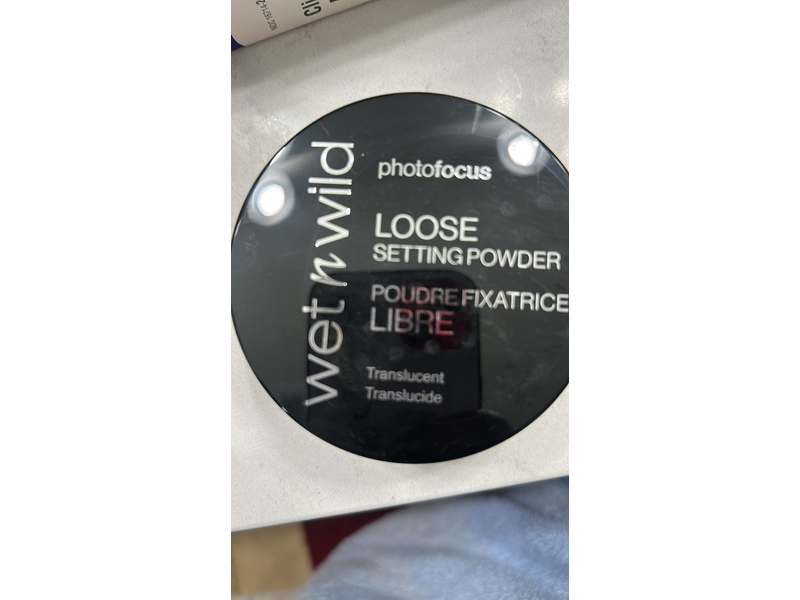 wet n wild
photofocus
LOOSE
SETTING POWDER
POUDRE FIXATRICE
LIBRE
Translucent
Translucide